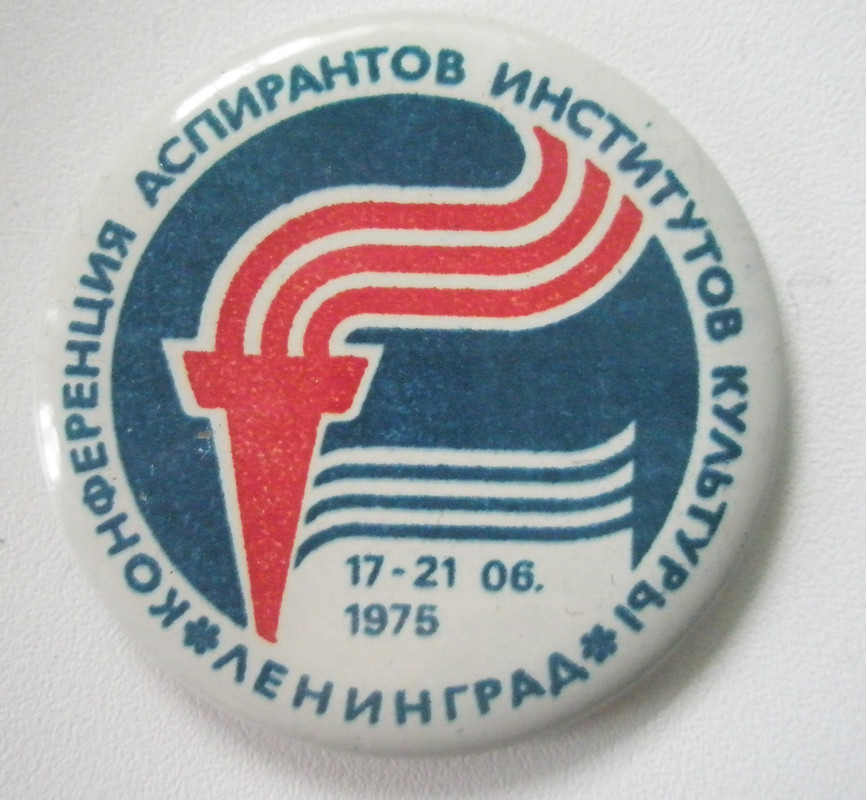 КОНФЕРЕНЦИЯ АСПИРАНТОВ ИНСТИТУТОВ КУЛЬТУРЫ
17-21 06.
1975
ЛЕНИНГРАД